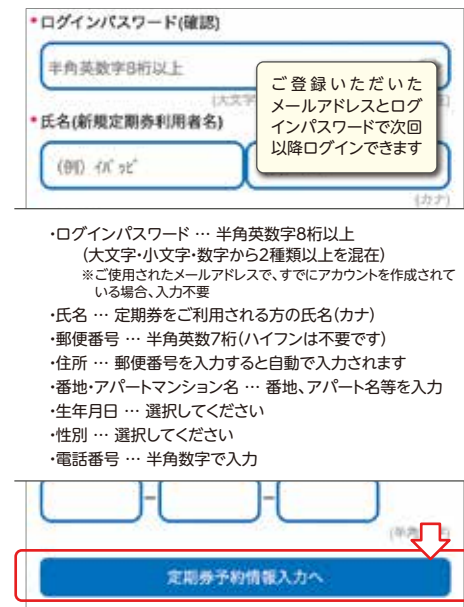 *ログインパスワード(確認)
半角英数字8桁以上
(大文字
ご登録いただいた
メールアドレスとログ
インパスワードで次回
以降ログインできます
*氏名(新規定期券利用者名)
(例) イバッピ
(カナ)
・ログインパスワード … 半角英数字8桁以上
(大文字・小文字・数字から2種類以上を混在)
※ご使用されたメールアドレスで、すでにアカウントを作成されて
いる場合、入力不要
・氏名 … 定期券をご利用される方の氏名(カナ)
・郵便番号 … 半角英数7桁(ハイフンは不要です)
・住所 … 郵便番号を入力すると自動で入力されます
・番地・アパートマンション名 … 番地、アパート名等を入力
・生年月日 … 選択してください
・性別 … 選択してください
・電話番号 … 半角数字で入力
定期券予約情報入力へ